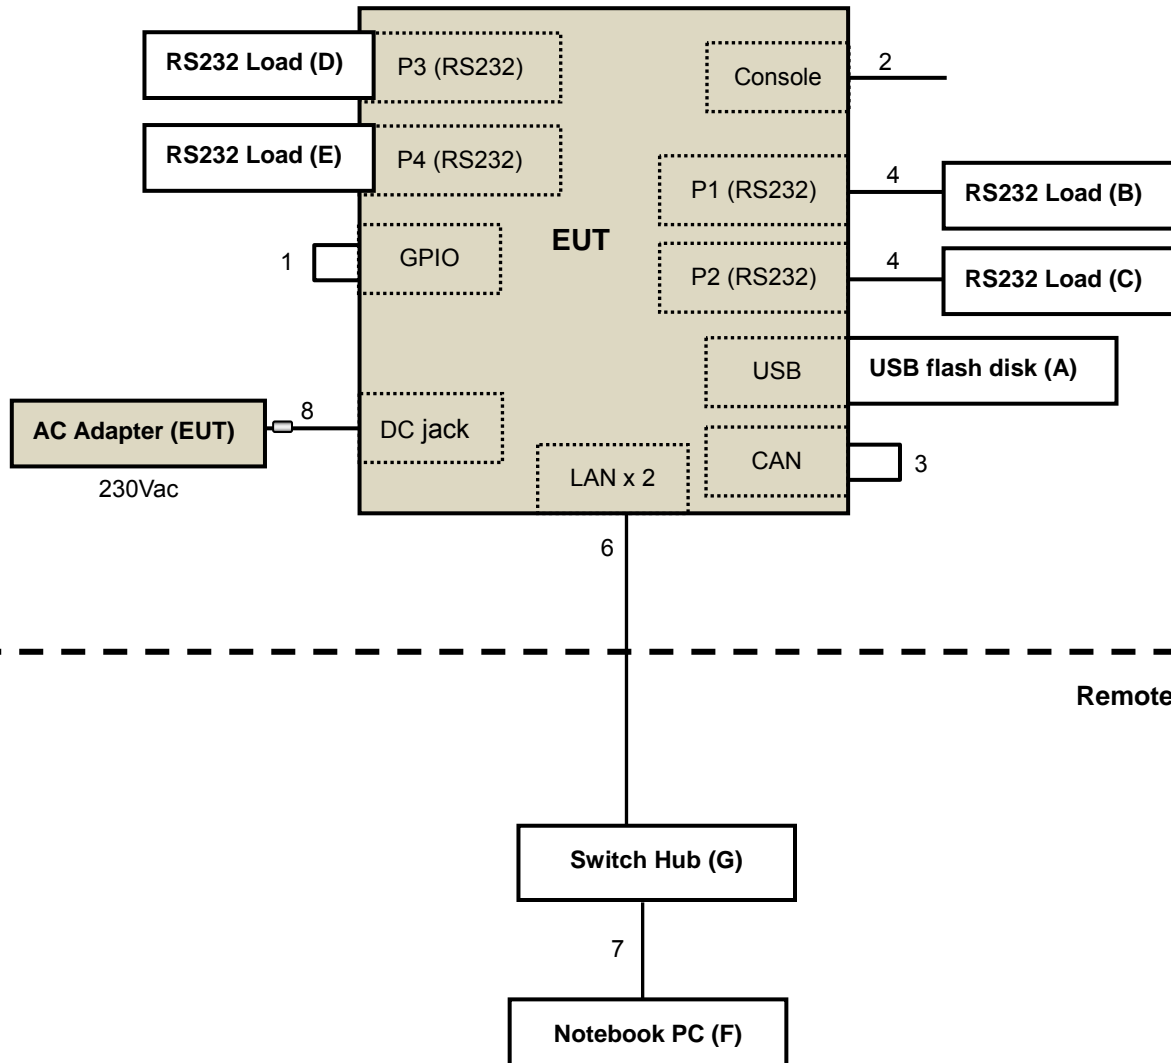 RS232 Load (D)
P3 (RS232)
Console
2
RS232 Load (E)
P4 (RS232)
P1 (RS232)
4
RS232 Load (B)
EUT
1
GPIO
P2 (RS232)
4
RS232 Load (C)
USB
USB flash disk (A)
AC Adapter (EUT)
8
DC jack
CAN
3
230Vac
LAN x 2
6
Remote
Switch Hub (G)
7
Notebook PC (F)